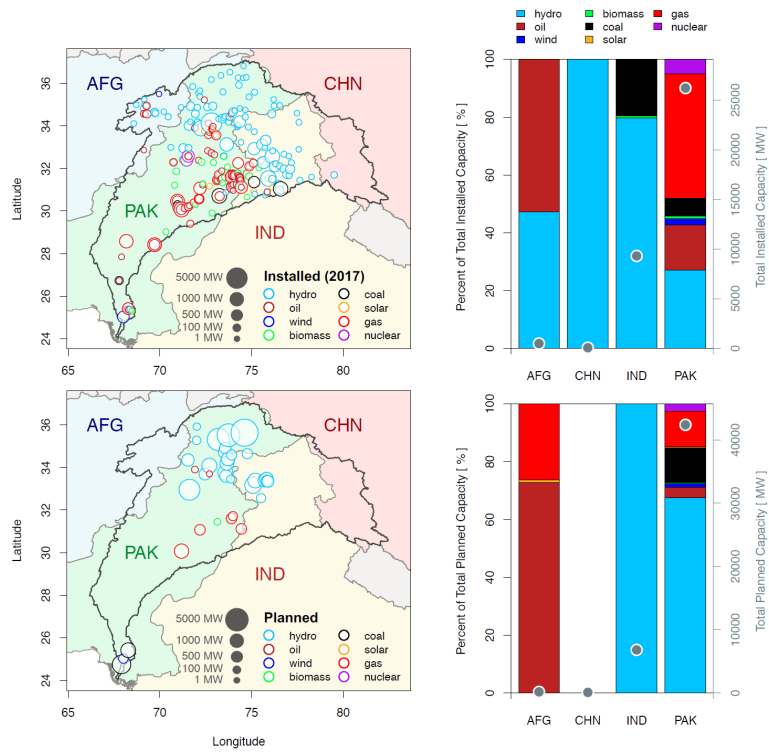 hydro biomass gas
oil coal nuclear
wind solar
AFG CHN
PAK
IND
5000 MW
1000 MW
500 MW
100 MW
1 MW
Installed (2017)
hydro coal
oil solar
wind gas
biomass nuclear
36
34
32
30
28
26
24
Latitude
65 70 75 80
100
80
60
40
20
0
Percent of Total Installed Capacity [ % ]
AFG CHN IND PAK
25000
20000
15000
10000
5000
0
Total Installed Capacity [ MW ]
AFG CHN
PAK
IND
5000 MW
1000 MW
500 MW
100 MW
1 MW
Planned
hydro coal
oil solar
wind gas
biomass nuclear
36
34
32
30
28
26
24
Latitude
65 70 75 80
Longitude
100
80
60
40
20
0
Percent of Total Planned Capacity [ % ]
AFG CHN IND PAK
40000
30000
20000
10000
0
Total Planned Capacity [ MW ]